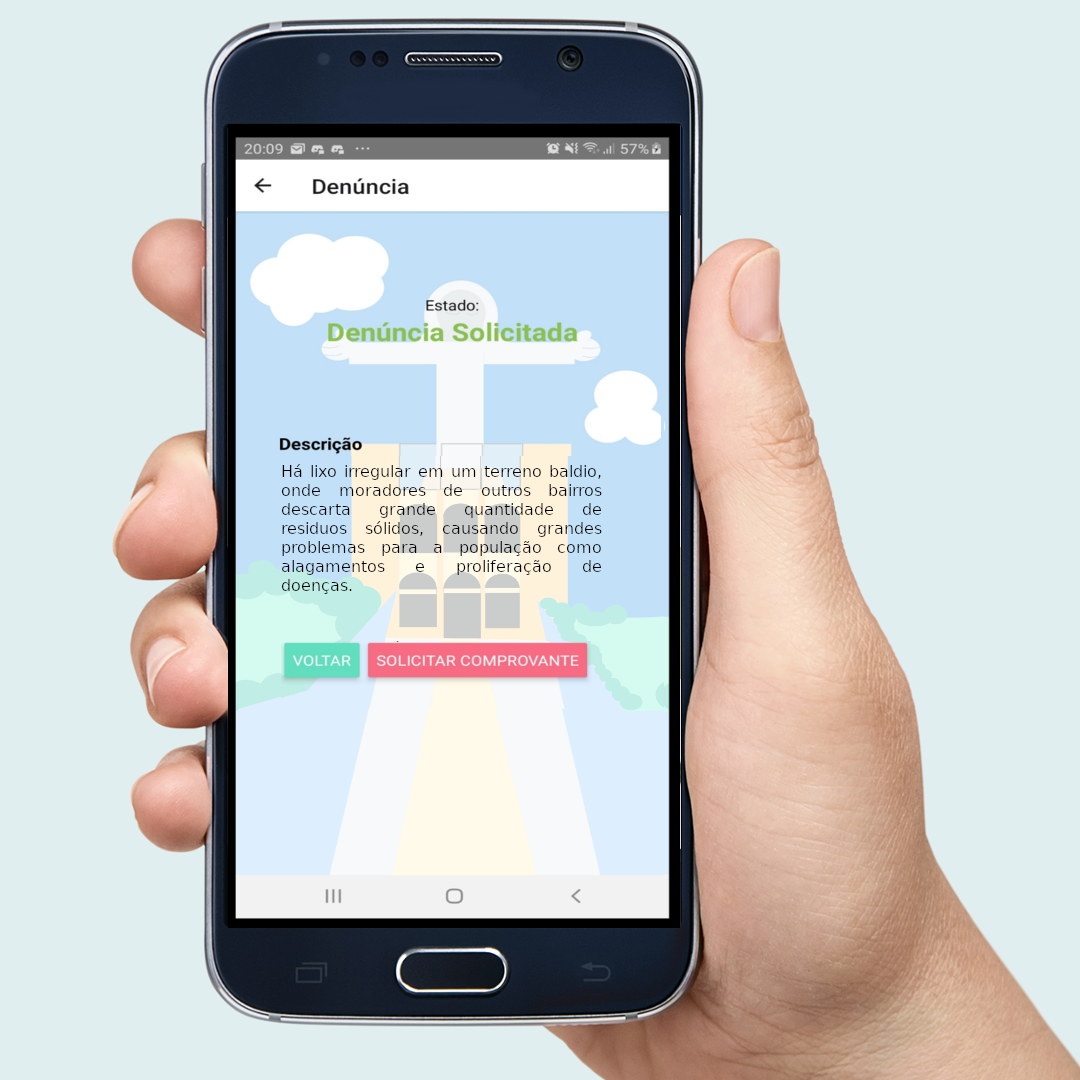 20:09 ... 57%
Denúncia
Estado:
Denúncia Solicitada
Descrição
Há lixo irregular em um terreno baldio,
onde moradores de outros bairros
descarta grande quantidade de
residuos sólidos, causando grandes
problemas para a população como
alagamentos e proliferação de
doenças.
VOLTAR SOLICITAR COMPROVANTE